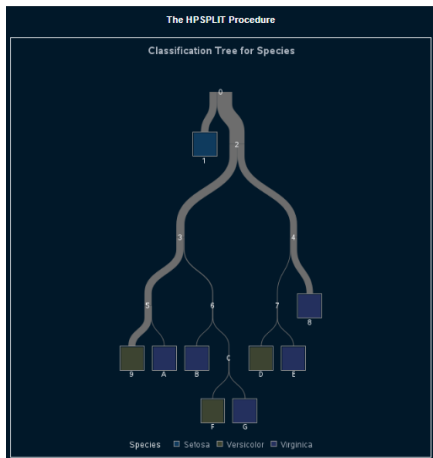 The HPSPLIT Procedure
Classification Tree for Species
0
1
2
3 4
5 6 7 8
9 A B C D E
F G
Species Setosa Versicolor Virginica